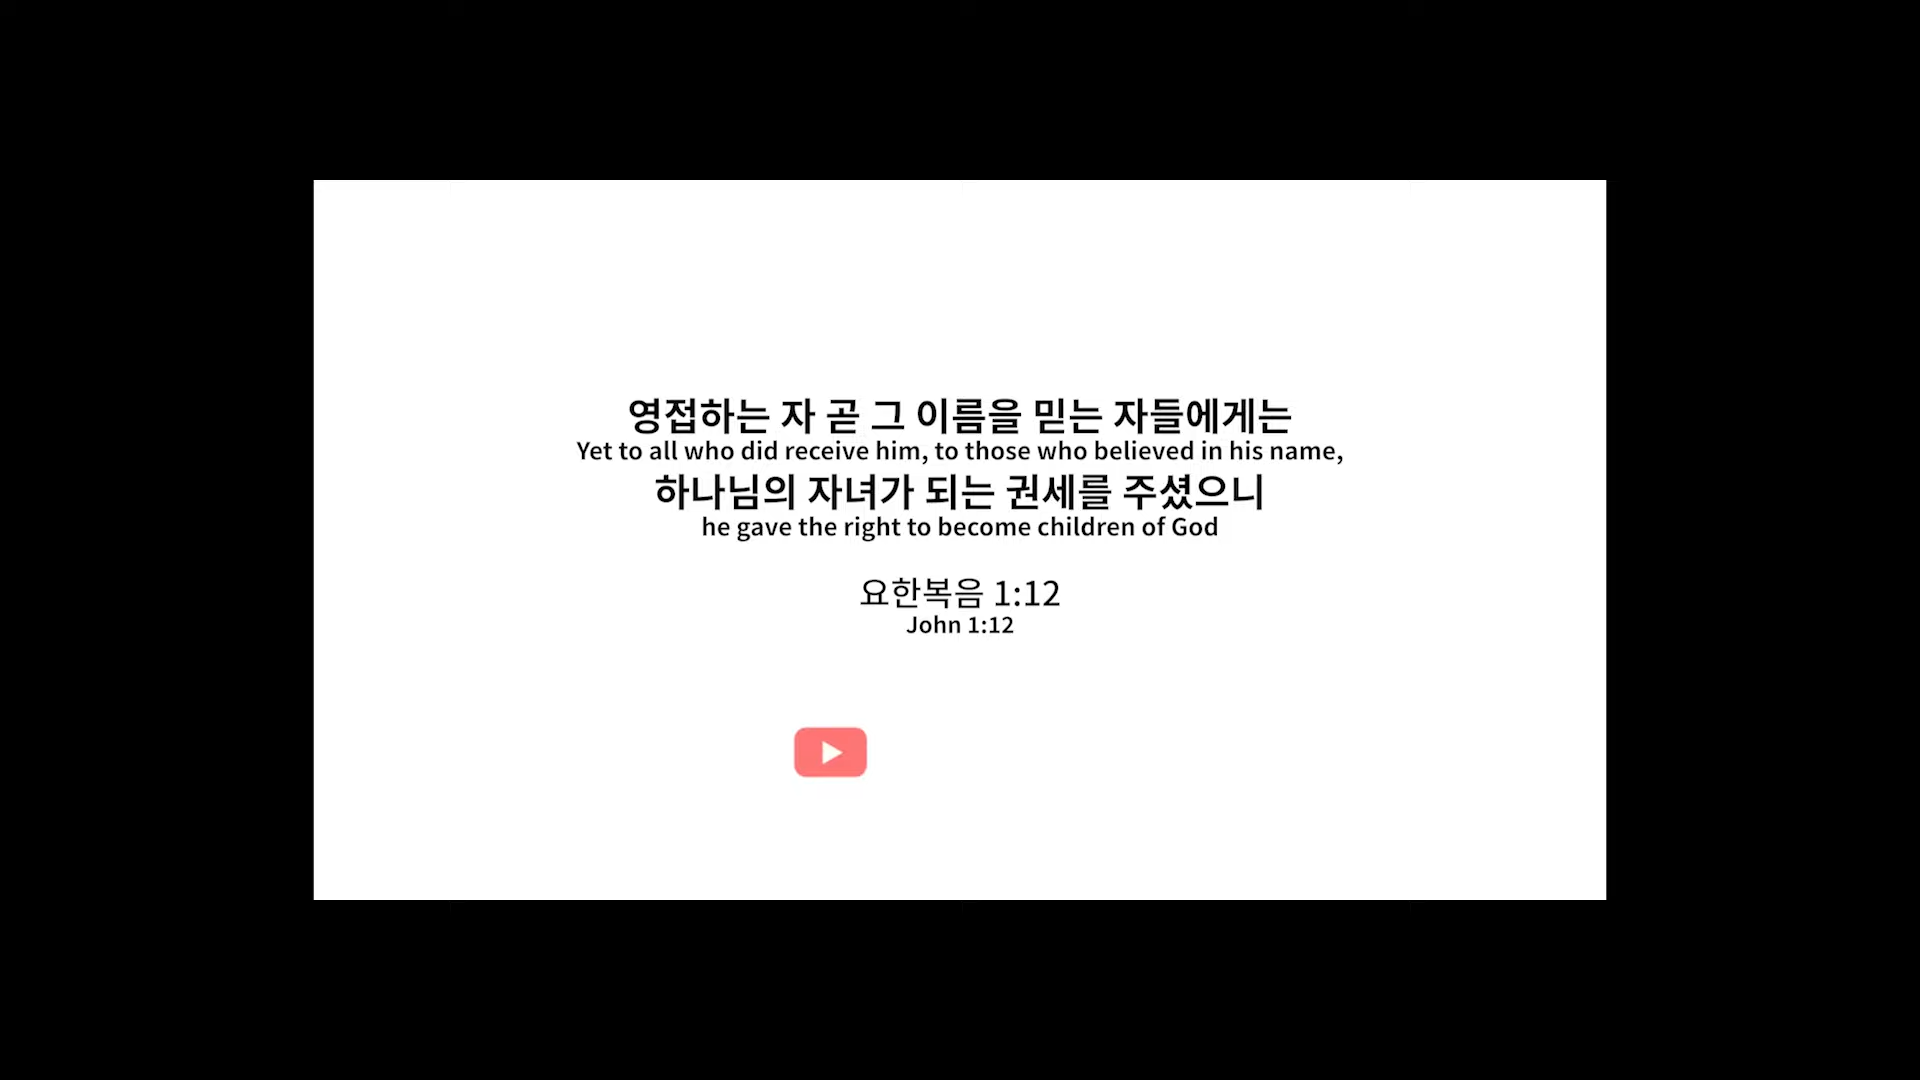 영접하는 자 곧 그 이름을 믿는 자들에게는
Yet to all who did receive him, to those who believed in his name,
하나님의 자녀가 되는 권세를 주셨으니
he gave the right to become children of God
요한복음 1:12
John 1:12